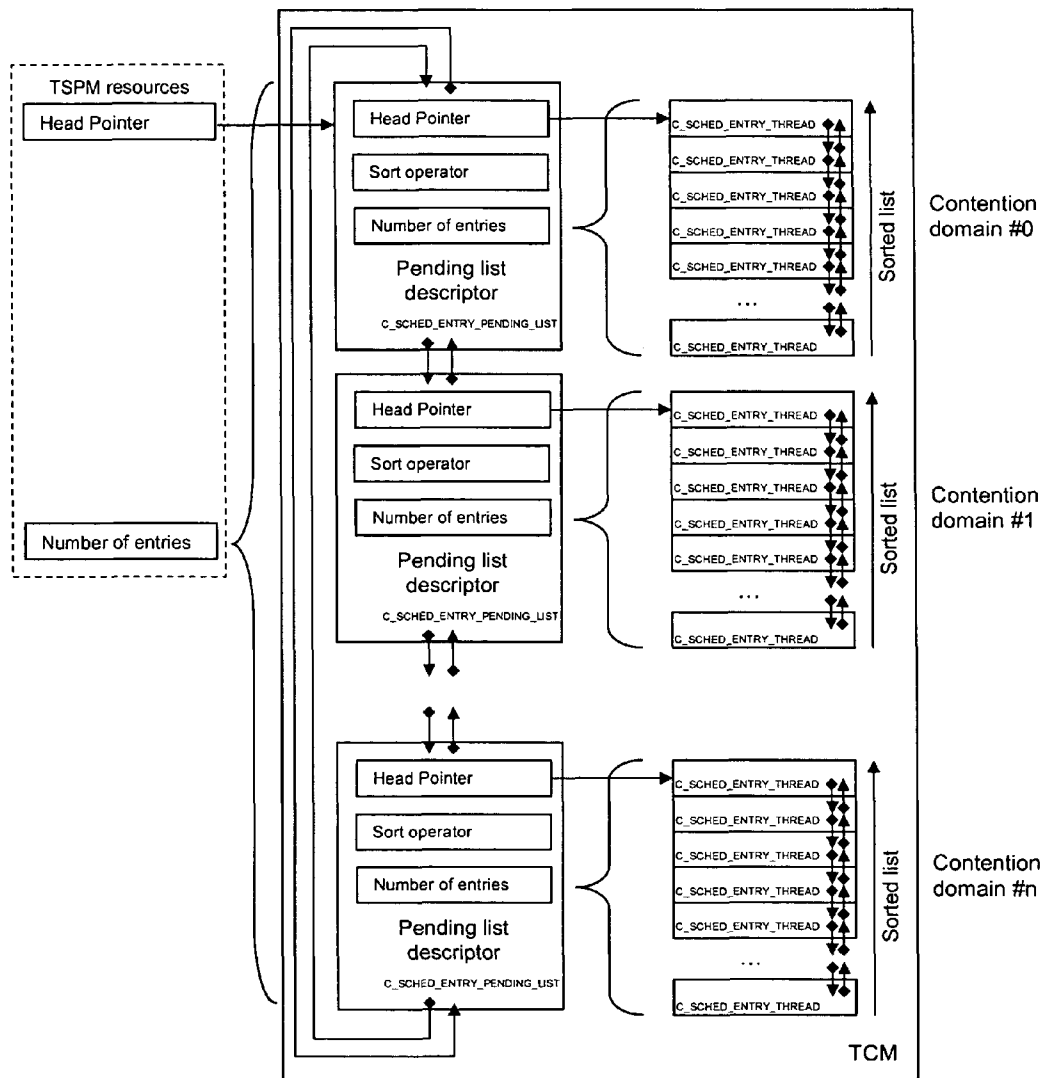 TSPM resources
Head Pointer
Number of entries
Head Pointer
Sort operator
Number of entries
Pending list
descriptor
C_SCHED_ENTRY_PENDING_LIST
C_SCHED_ENTRY_THREAD
C_SCHED_ENTRY_THREAD
C_SCHED_ENTRY_THREAD
C_SCHED_ENTRY_THREAD
C_SCHED_ENTRY_THREAD
...
C_SCHED_ENTRY_THREAD
Sorted list
Contention
domain #0
Head Pointer
Sort operator
Number of entries
Pending list
descriptor
C_SCHED_ENTRY_PENDING_LIST
C_SCHED_ENTRY_THREAD
C_SCHED_ENTRY_THREAD
C_SCHED_ENTRY_THREAD
C_SCHED_ENTRY_THREAD
C_SCHED_ENTRY_THREAD
...
C_SCHED_ENTRY_THREAD
Sorted list
Contention
domain #1
Head Pointer
Sort operator
Number of entries
Pending list
descriptor
C_SCHED_ENTRY_PENDING_LIST
C_SCHED_ENTRY_THREAD
C_SCHED_ENTRY_THREAD
C_SCHED_ENTRY_THREAD
C_SCHED_ENTRY_THREAD
C_SCHED_ENTRY_THREAD
...
C_SCHED_ENTRY_THREAD
Sorted list
Contention
domain #n
TCM